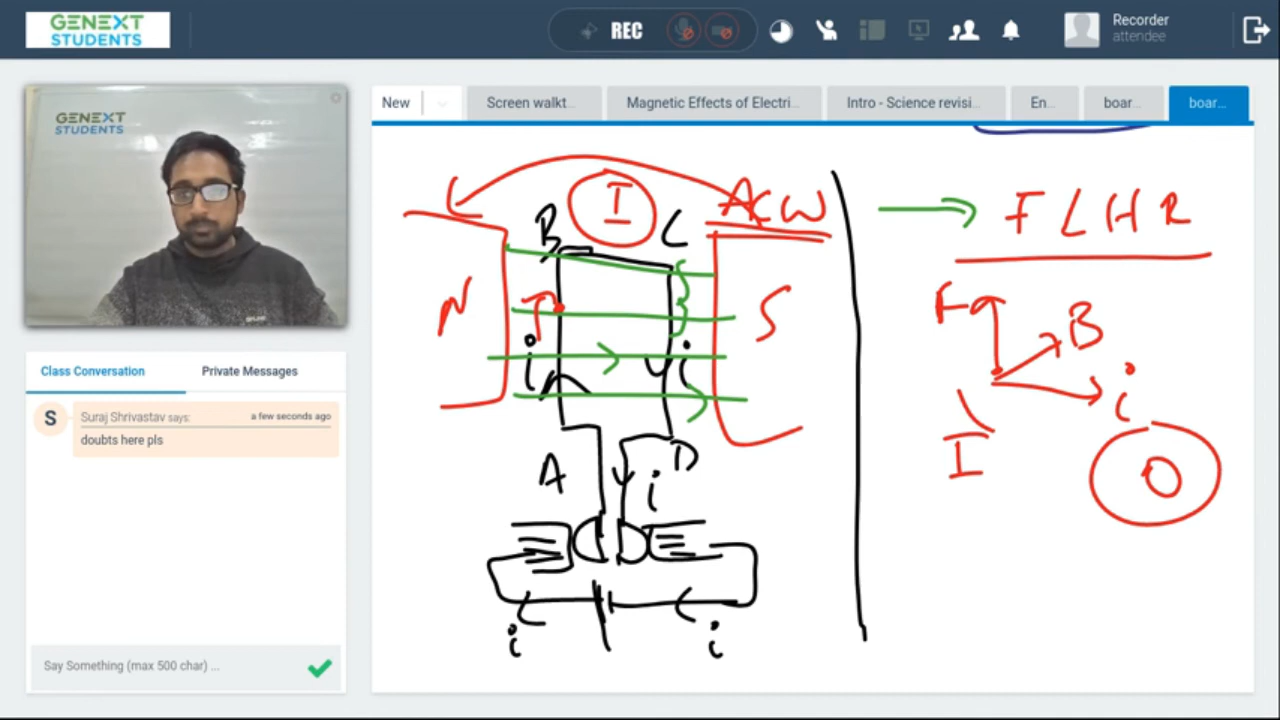 GENEXT
STUDENTS
REC
Recorder
attendee
GENEXT
STUDENTS
New
Screen walkt...
Magnetic Effects of Electri...
Intro - Science revisi...
En...
boar...
boar...
Class Conversation
Private Messages
S
Suraj Shrivastav says:
a few seconds ago
doubts here pls
Say Something (max 500 char) ...
I
ACW
B
C
N
S
i
i
A
D
i
i
i
FLHR
F
B
i
I
O